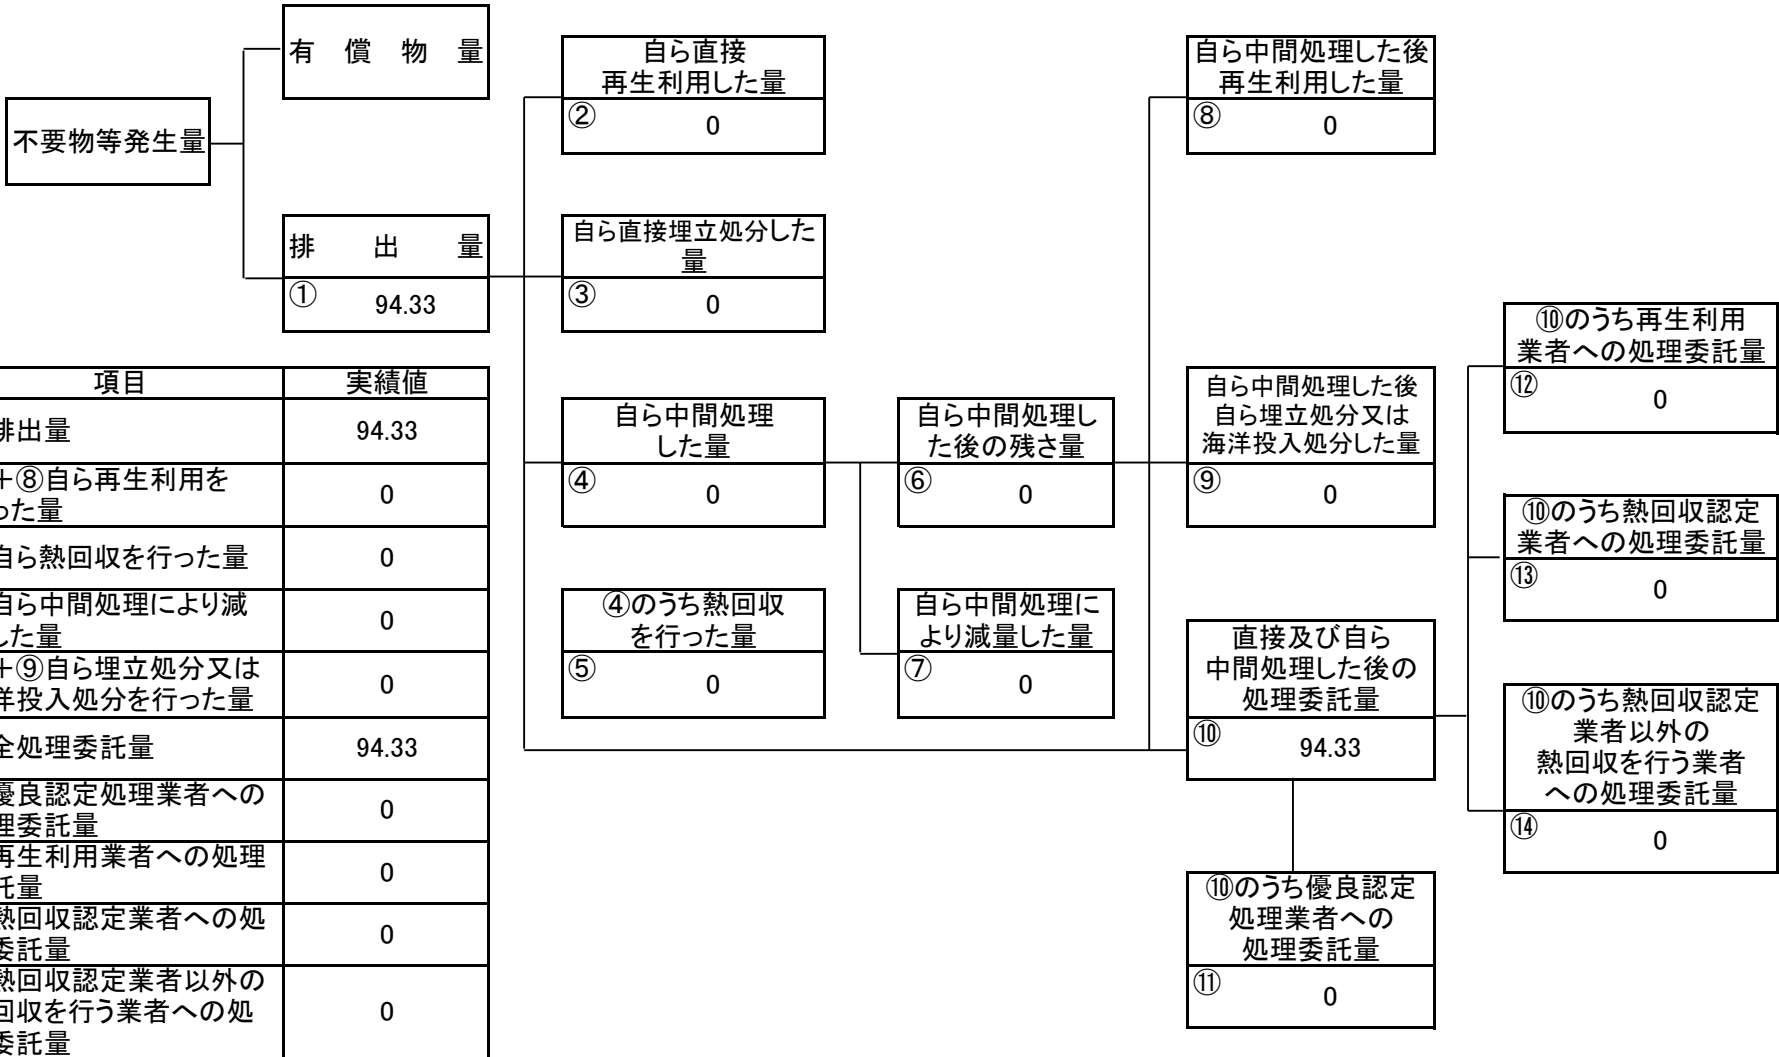 不要物等発生量
有　償　物　量
排　出　量
① 94.33
自ら直接
再生利用した量
② 0
自ら直接埋立処分した
量
③ 0
自ら中間処理
した量
④ 0
④のうち熱回収
を行った量
⑤ 0
自ら中間処理し
た後の残さ量
⑥ 0
自ら中間処理に
より減量した量
⑦ 0
自ら中間処理した後
再生利用した量
⑧ 0
自ら中間処理した後
自ら埋立処分又は
海洋投入処分した量
⑨ 0
直接及び自ら
中間処理した後の
処理委託量
⑩ 94.33
⑩のうち優良認定
処理業者への
処理委託量
⑪ 0
⑩のうち再生利用
業者への処理委託量
⑫ 0
⑩のうち熱回収認定
業者への処理委託量
⑬ 0
⑩のうち熱回収認定
業者以外の
熱回収を行う業者
への処理委託量
⑭ 0
項目 実績値
排出量 94.33
＋⑧自ら再生利用を
った量 0
自ら熱回収を行った量 0
自ら中間処理により減
した量 0
＋⑨自ら埋立処分又は
洋投入処分を行った量 0
全処理委託量 94.33
優良認定処理業者への
理委託量 0
再生利用業者への処理
託量 0
熱回収認定業者への処
委託量 0
熱回収認定業者以外の
回収を行う業者への処
委託量 0